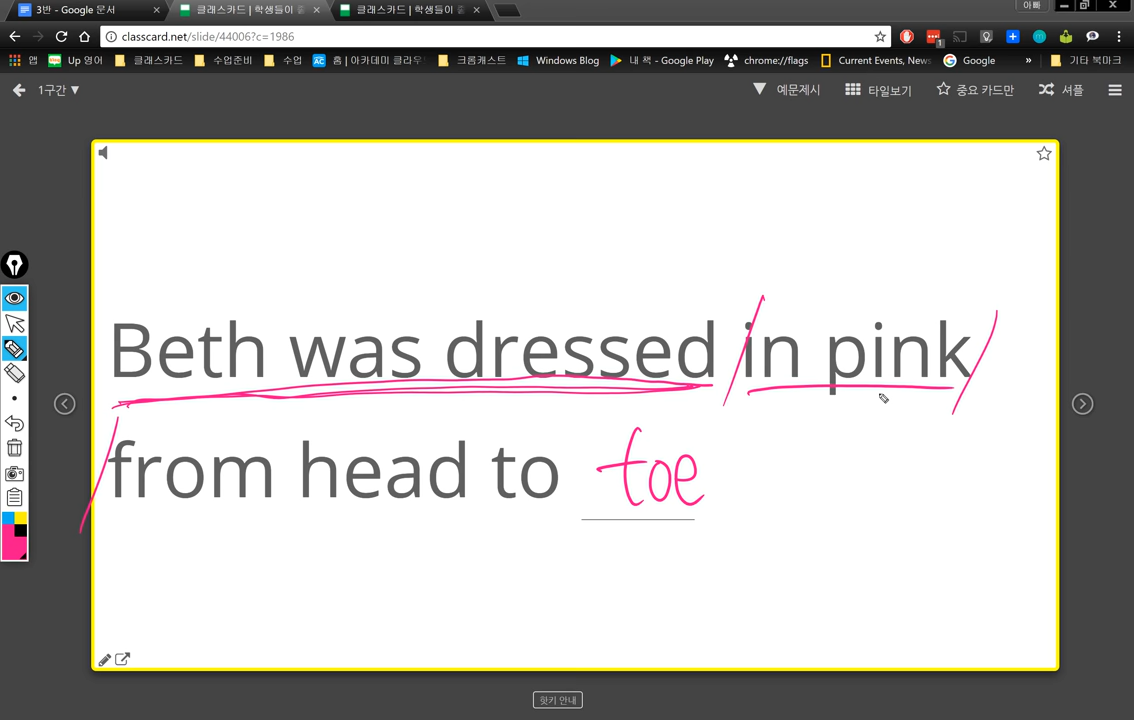 3반 - Google 문서
클래스카드 | 학생들이 줄
클래스카드 | 학생들이 줄
아빠
classcard.net/slide/44006?c=1986
1
앱 Up 영어 클래스카드 수업준비 수업 홈 | 아카데미 클라우 크롬캐스트 Windows Blog 내 책 - Google Play chrome://flags Current Events, News Google » 기타 북마크
1구간 ▼ ▼ 예문제시 타일보기 중요 카드만 셔플
Beth was dressed in pink
from head to toe
핫키 안내